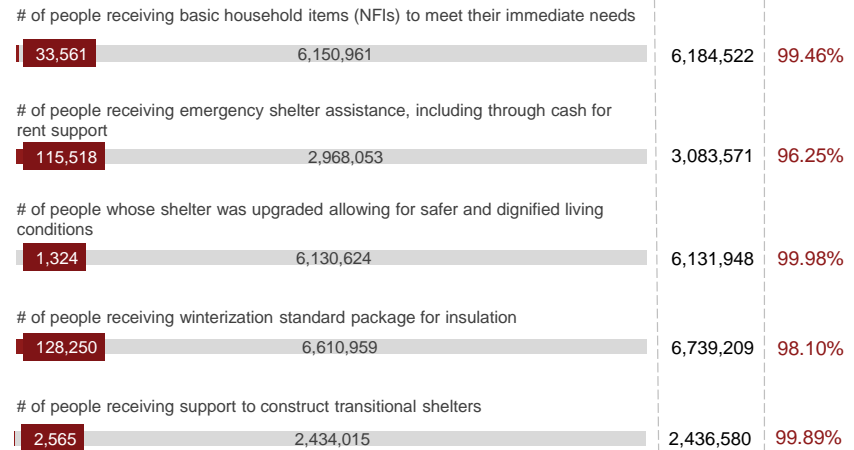 # of people receiving basic household items (NFIs) to meet their immediate needs
33,561 6,150,961 6,184,522 99.46%
# of people receiving emergency shelter assistance, including through cash for
rent support
115,518 2,968,053 3,083,571 96.25%
# of people whose shelter was upgraded allowing for safer and dignified living
conditions
1,324 6,130,624 6,131,948 99.98%
# of people receiving winterization standard package for insulation
128,250 6,610,959 6,739,209 98.10%
# of people receiving support to construct transitional shelters
2,565 2,434,015 2,436,580 99.89%